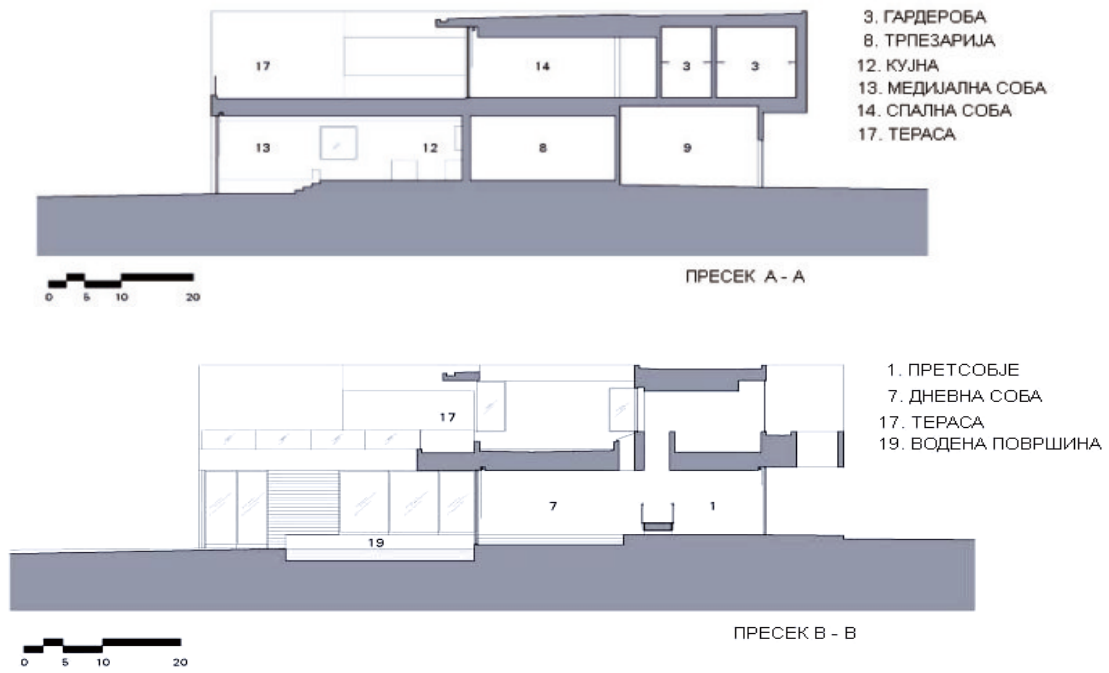 3. ГАРДЕРОБА
8. ТРПЕЗАРИЈА
12. КУЈНА
13. МЕДИЈАЛНА СОБА
14. СПАЛНА СОБА
17. ТЕРАСА
17
14
3
3
13
12
8
9
0 5 10 20
ПРЕСЕК А - А
1. ПРЕТСОБЈЕ
7. ДНЕВНА СОБА
17. ТЕРАСА
19. ВОДЕНА ПОВРШИНА
17
7
1
19
0 5 10 20
ПРЕСЕК В - В